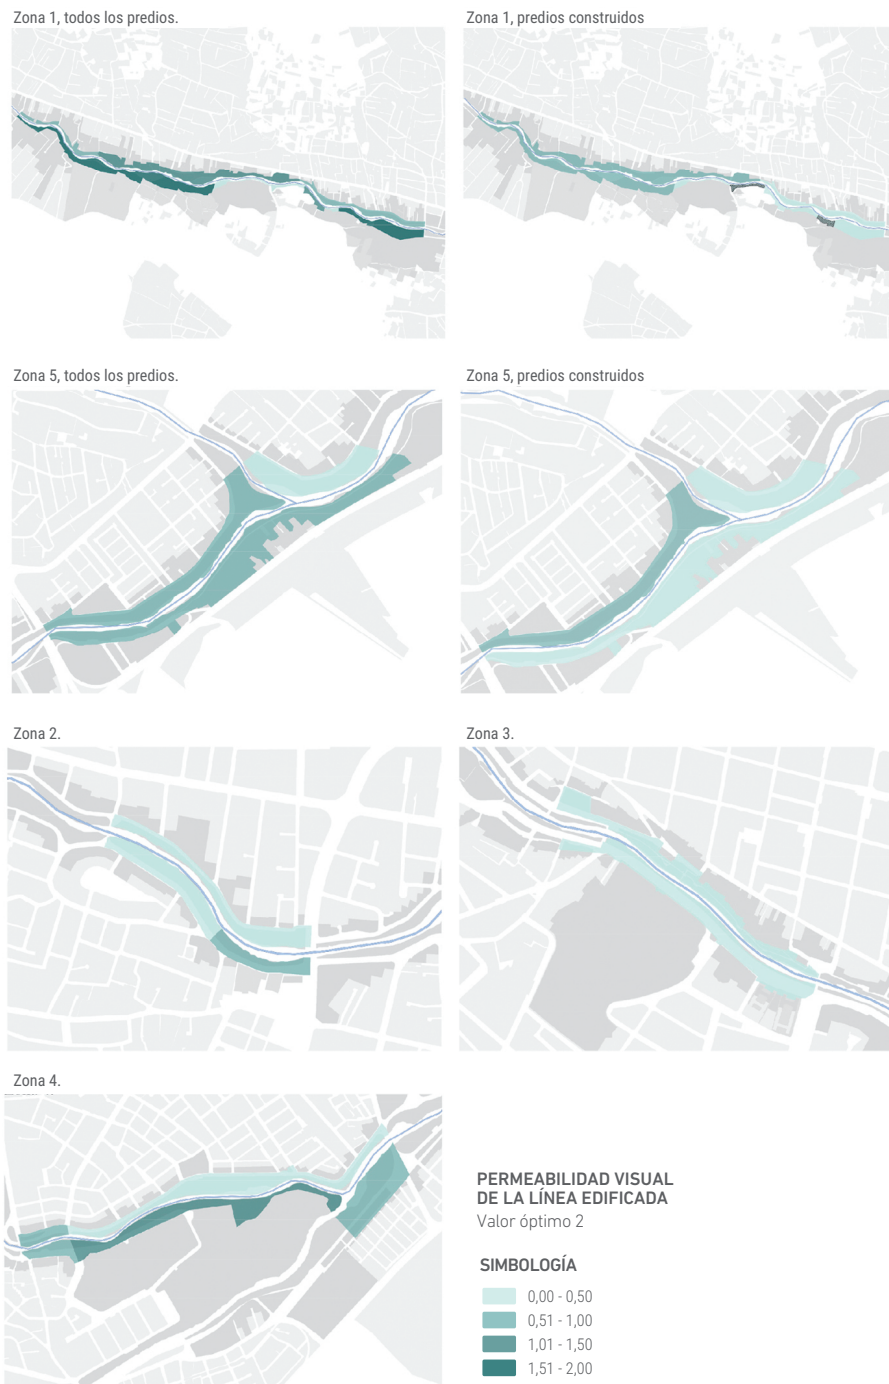 Zona 1, todos los predios.
Zona 1, predios construidos
Zona 5, todos los predios.
Zona 5, predios construidos
Zona 2.
Zona 3.
Zona 4.
PERMEABILIDAD VISUAL
DE LA LÍNEA EDIFICADA
Valor óptimo 2
SIMBOLOGÍA
0,00 - 0,50
0,51 - 1,00
1,01 - 1,50
1,51 - 2,00